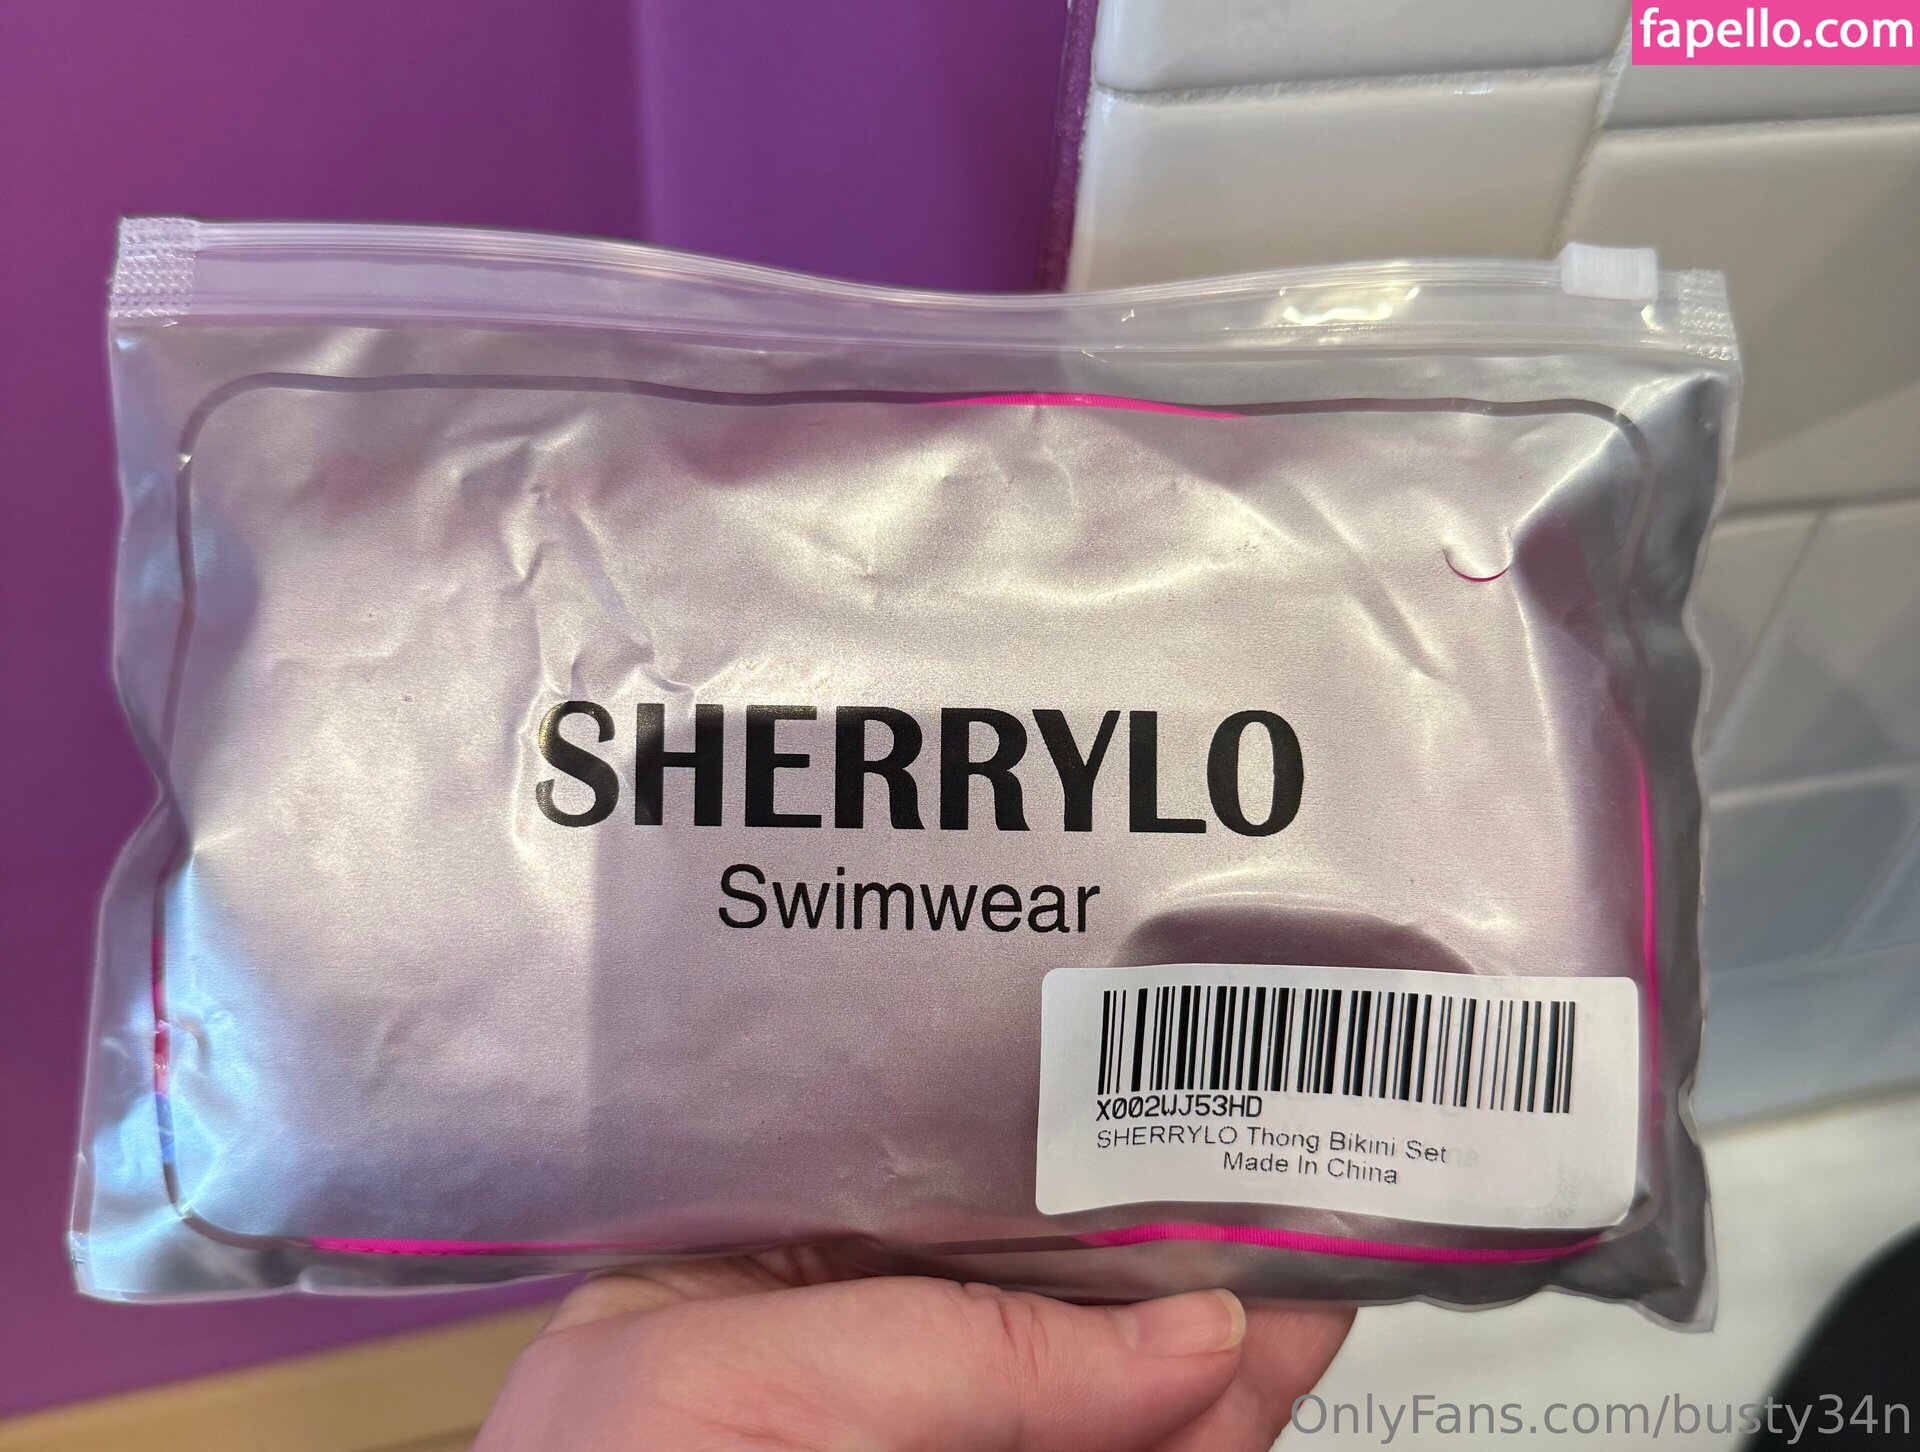 fapello.com
SHERRYLO
Swimwear
X002WJ53HD
SHERRYLO Thong Bikini Set
Made In China
OnlyFans.com/busty34n